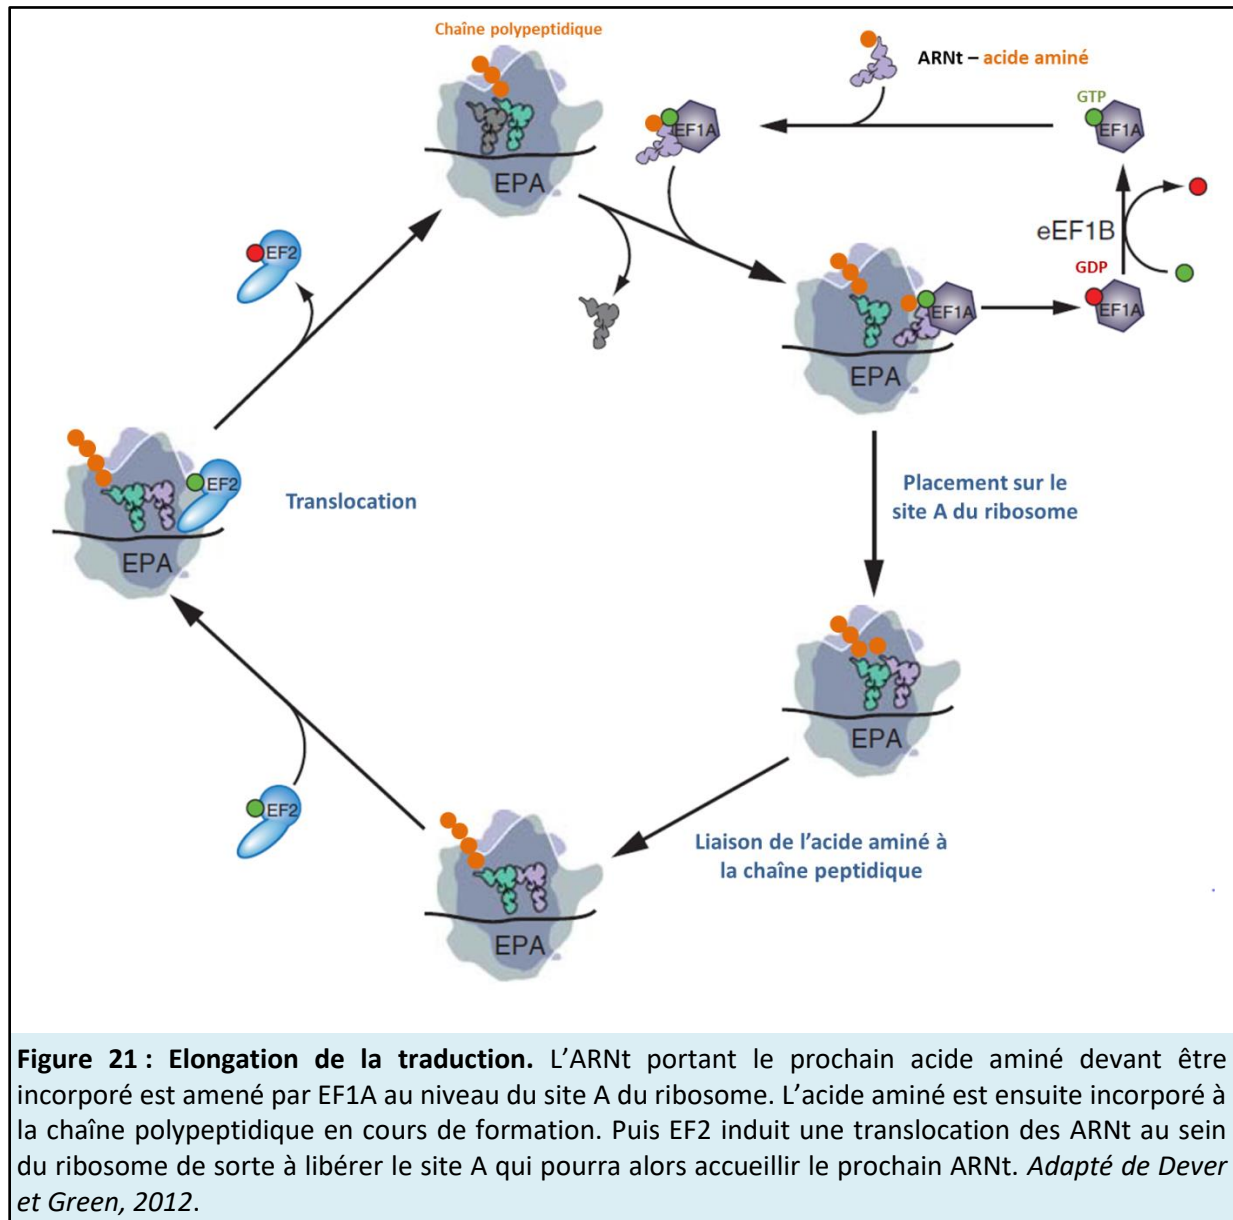 Chaîne polypeptidique
ARNt – acide aminé
GTP
EF1A
EF1A
EPA
eEF1B
EF2
GDP
EF1A
EF1A
EPA
EF2
EPA
Translocation
Placement sur le
site A du ribosome
EPA
EF2
Liaison de l'acide aminé à
la chaîne peptidique
EPA
Figure 21 : Elongation de la traduction. L'ARNt portant le prochain acide aminé devant être
incorporé est amené par EF1A au niveau du site A du ribosome. L'acide aminé est ensuite incorporé à
la chaîne polypeptidique en cours de formation. Puis EF2 induit une translocation des ARNt au sein
du ribosome de sorte à libérer le site A qui pourra alors accueillir le prochain ARNt. Adapté de Dever
et Green, 2012.